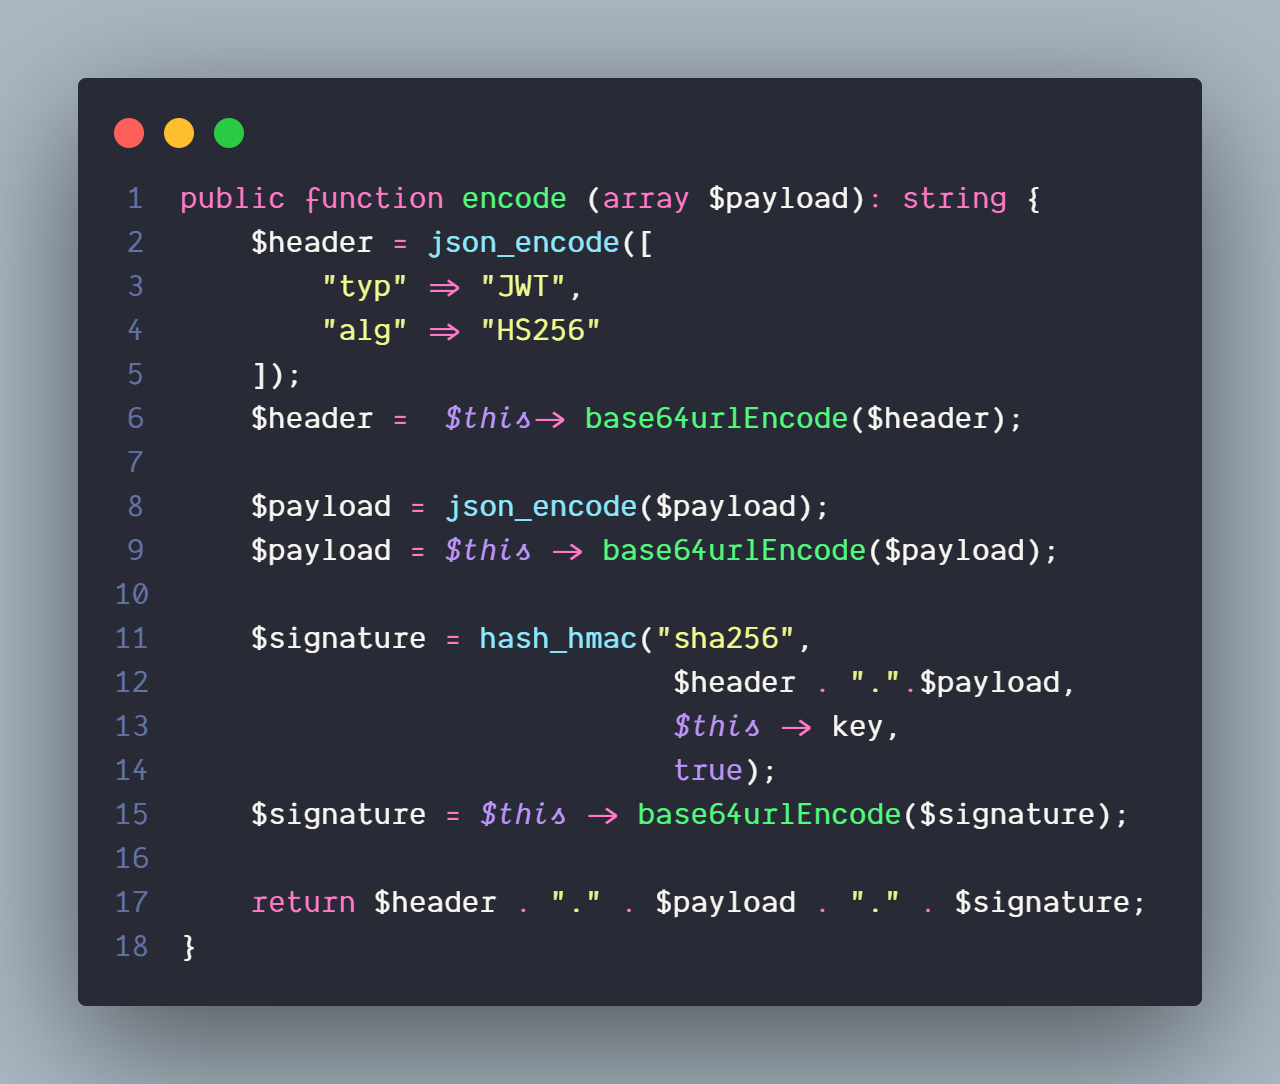 1 public function encode (array $payload): string {
2     $header = json_encode([
3         "typ" => "JWT",
4         "alg" => "HS256"
5     ]);
6     $header =  $this-> base64urlEncode($header);
7
8     $payload = json_encode($payload);
9     $payload = $this -> base64urlEncode($payload);
10
11     $signature = hash_hmac("sha256",
12                             $header . ".".$payload,
13                             $this -> key,
14                             true);
15     $signature = $this -> base64urlEncode($signature);
16
17     return $header . "." . $payload . "." . $signature;
18 }